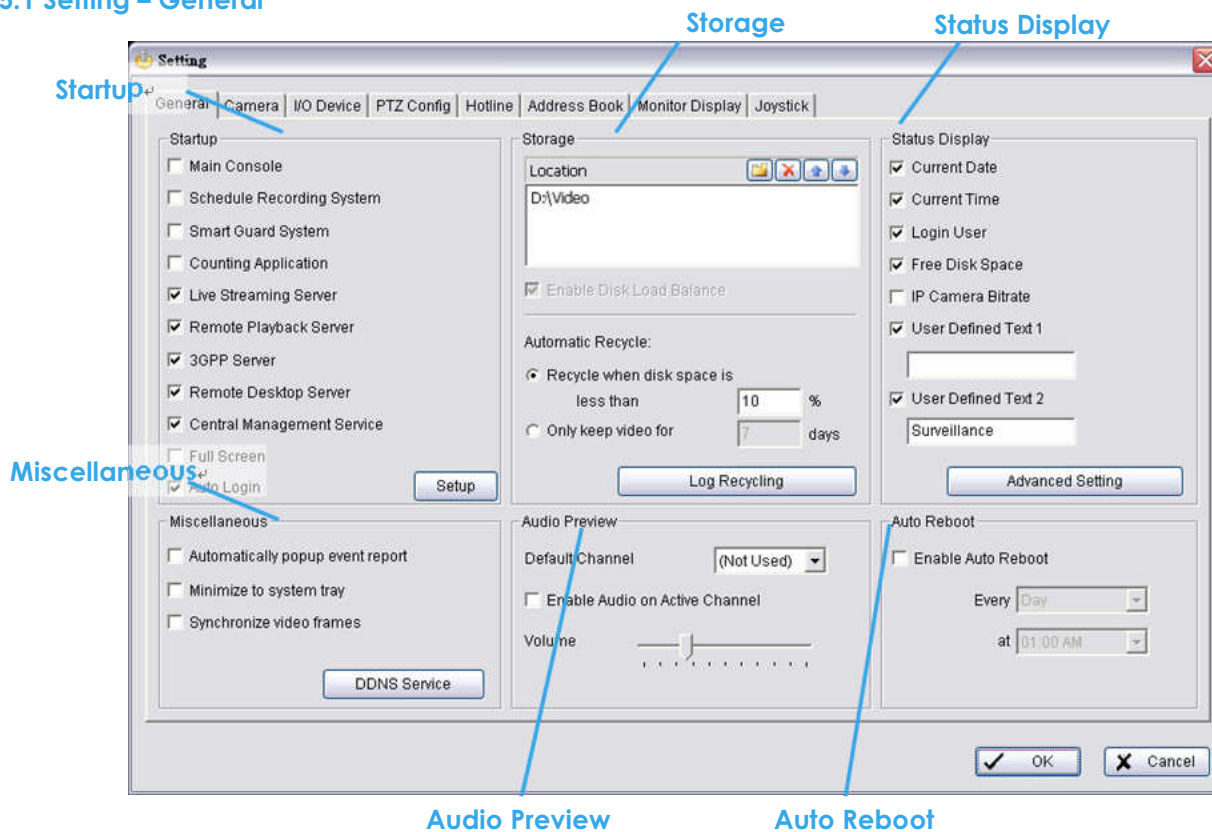 5.1 Setting – General
Storage
Status Display
Setting
Startup
General
Camera
I/O Device
PTZ Config
Hotline
Address Book
Monitor Display
Joystick
Startup
Main Console
Schedule Recording System
Smart Guard System
Counting Application
Live Streaming Server
Remote Playback Server
3GPP Server
Remote Desktop Server
Central Management Service
Full Screen
Auto Login
Setup
Storage
Location
D:\Video
Enable Disk Load Balance
Automatic Recycle:
Recycle when disk space is
less than 10 %
Only keep video for 7 days
Log Recycling
Status Display
Current Date
Current Time
Login User
Free Disk Space
IP Camera Bitrate
User Defined Text 1
User Defined Text 2
Surveillance
Advanced Setting
Miscellaneous
Miscellaneous
Automatically popup event report
Minimize to system tray
Synchronize video frames
DDNS Service
Audio Preview
Default Channel (Not Used)
Enable Audio on Active Channel
Volume
Auto Reboot
Enable Auto Reboot
Every Day
at 01:00 AM
OK
Cancel
Audio Preview
Auto Reboot